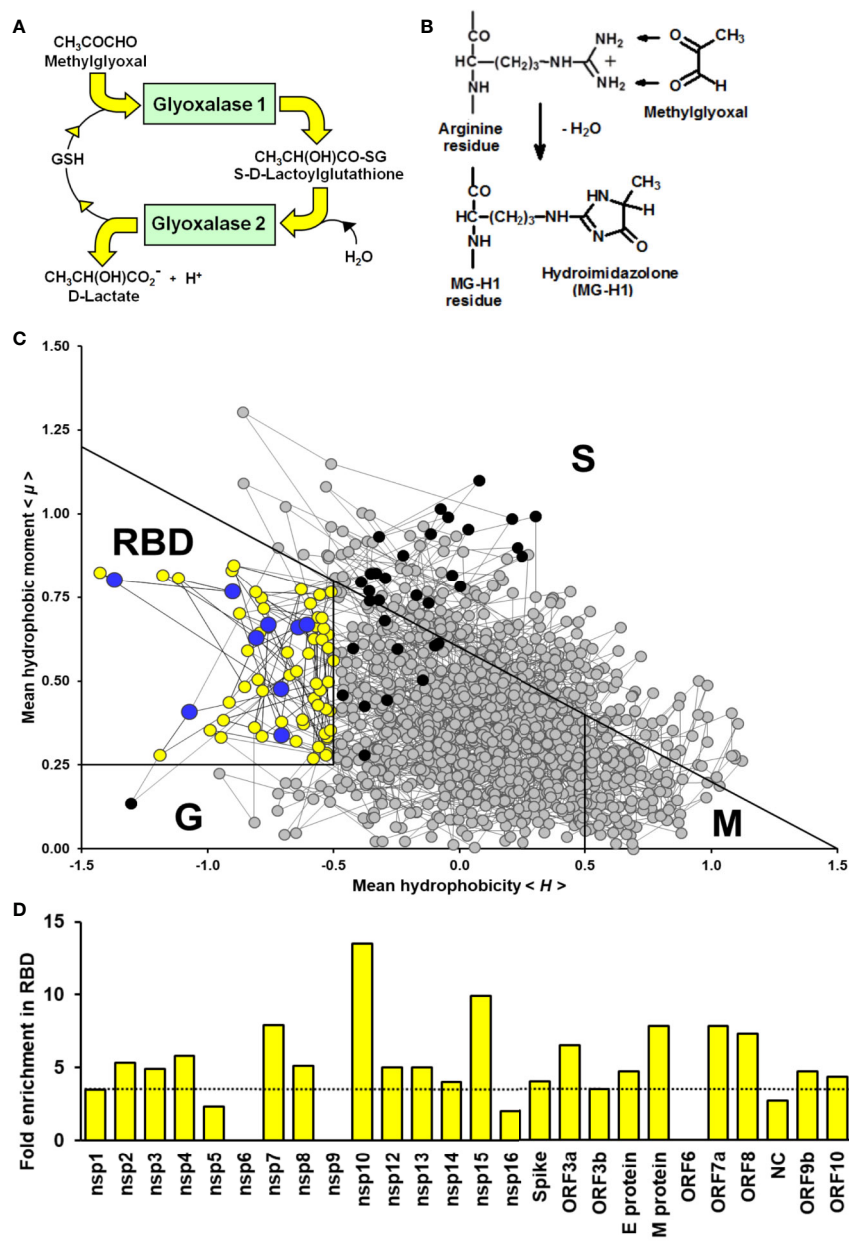 A
CH3COCHO
Methylglyoxal
Glyoxalase 1
GSH
CH3CH(OH)CO-SG
S-D-Lactoylglutathione
Glyoxalase 2
H2O
CH3CH(OH)CO2- + H+
D-Lactate
B
CO
HC—(CH2)3—NH
NH
NH2
+
NH2
O
CH3
O
H
Arginine
residue
Methylglyoxal
- H2O
CO
HC—(CH2)3—NH
NH
HN
CH3
H
N
O
MG-H1
residue
Hydroimidazolone
(MG-H1)
C
Mean hydrophobic moment < μ >
1.50
1.25
1.00
0.75
0.50
0.25
0.00
S
RBD
G
M
-1.5 -1.0 -0.5 0.0 0.5 1.0 1.5
Mean hydrophobicity < H >
D
Fold enrichment in RBD
15
10
5
0
nsp1
nsp2
nsp3
nsp4
nsp5
nsp6
nsp7
nsp8
nsp9
nsp10
nsp12
nsp13
nsp14
nsp15
nsp16
Spike
ORF3a
ORF3b
E protein
M protein
ORF6
ORF7a
ORF8
NC
ORF9b
ORF10